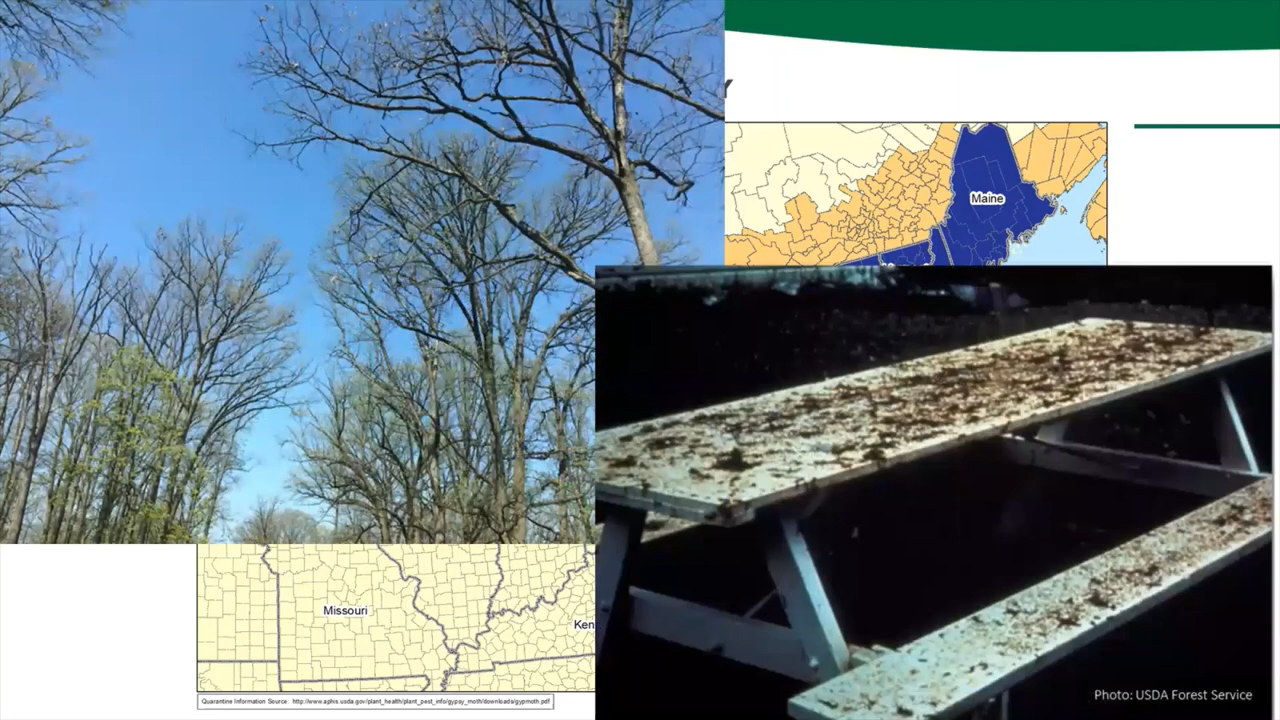 Maine
Missouri
Quarantine Information Source: http://www.aphis.usda.gov/plant_health/plant_pest_info/gypsy_moth/downloads/gypmoth.pdf
Photo: USDA Forest Service